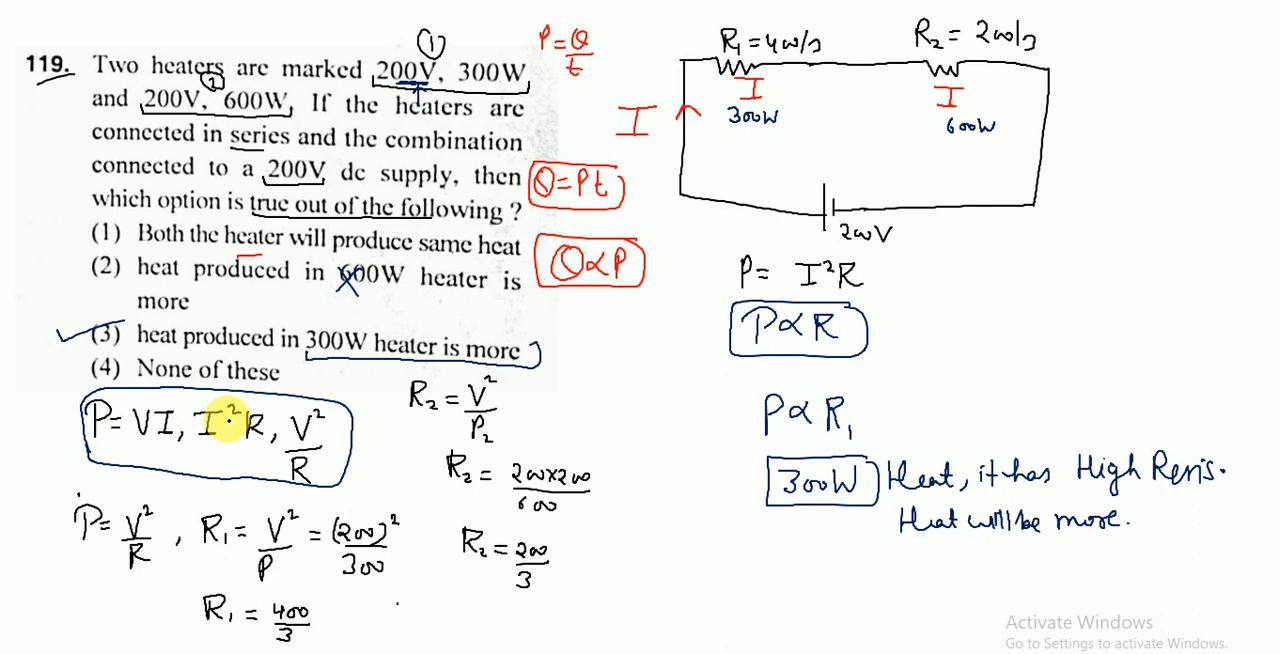 119. Two heaters are marked 200V, 300W
and 200V, 600W. If the heaters are
connected in series and the combination
connected to a 200V dc supply, then
which option is true out of the following ?
(1) Both the heater will produce same heat
(2) heat produced in 600W heater is
more
(3) heat produced in 300W heater is more
(4) None of these
(1)
(2)
P = Q/t
Q = Pt
Q ∝ P
R₁ = 400/3
R₂ = 200/3
I
I
I
300W
600W
200V
P = I²R
P ∝ R
P ∝ R₁
300W Heat, it has High Resis.
that will be more.
P = VI, I²R, V²/R
P = V²/R , R₁ = V²/P = (200)²/300
R₁ = 400/3
R₂ = V²/P₂
R₂ = 200×200/600
R₂ = 200/3
Activate Windows
Go to Settings to activate Windows.